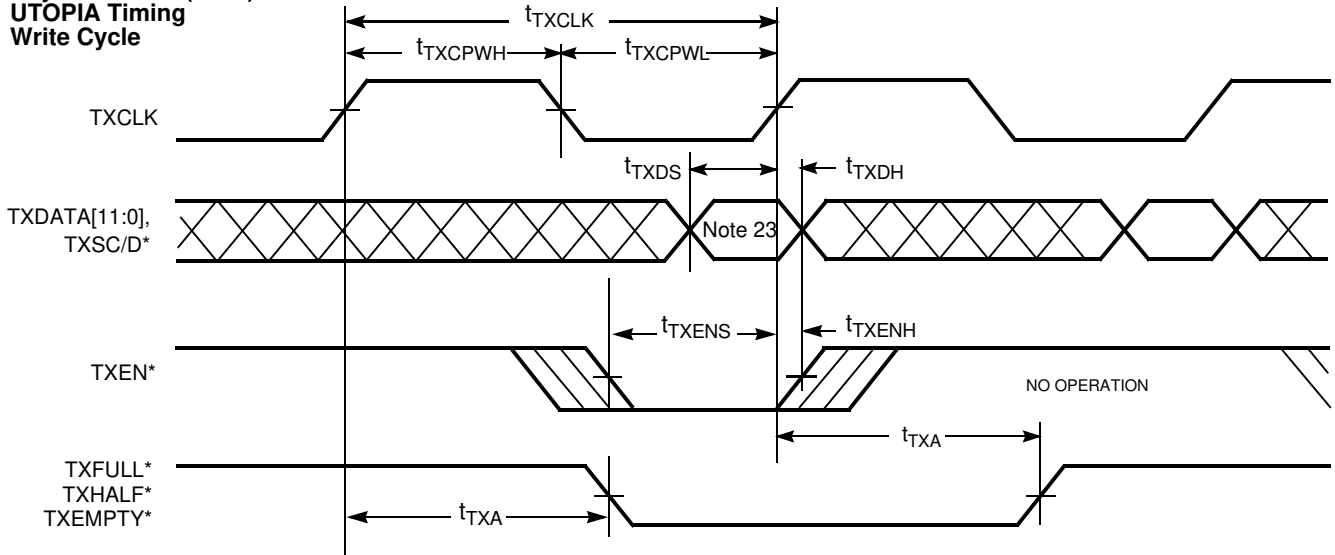 UTOPIA Timing
Write Cycle
tTXCLK
tTXCPWH
tTXCPWL
TXCLK
tTXDS
tTXDH
TXDATA[11:0],
TXSC/D*
Note 23
tTXENS
tTXENH
TXEN*
NO OPERATION
tTXA
TXFULL*
TXHALF*
TXEMPTY*
tTXA